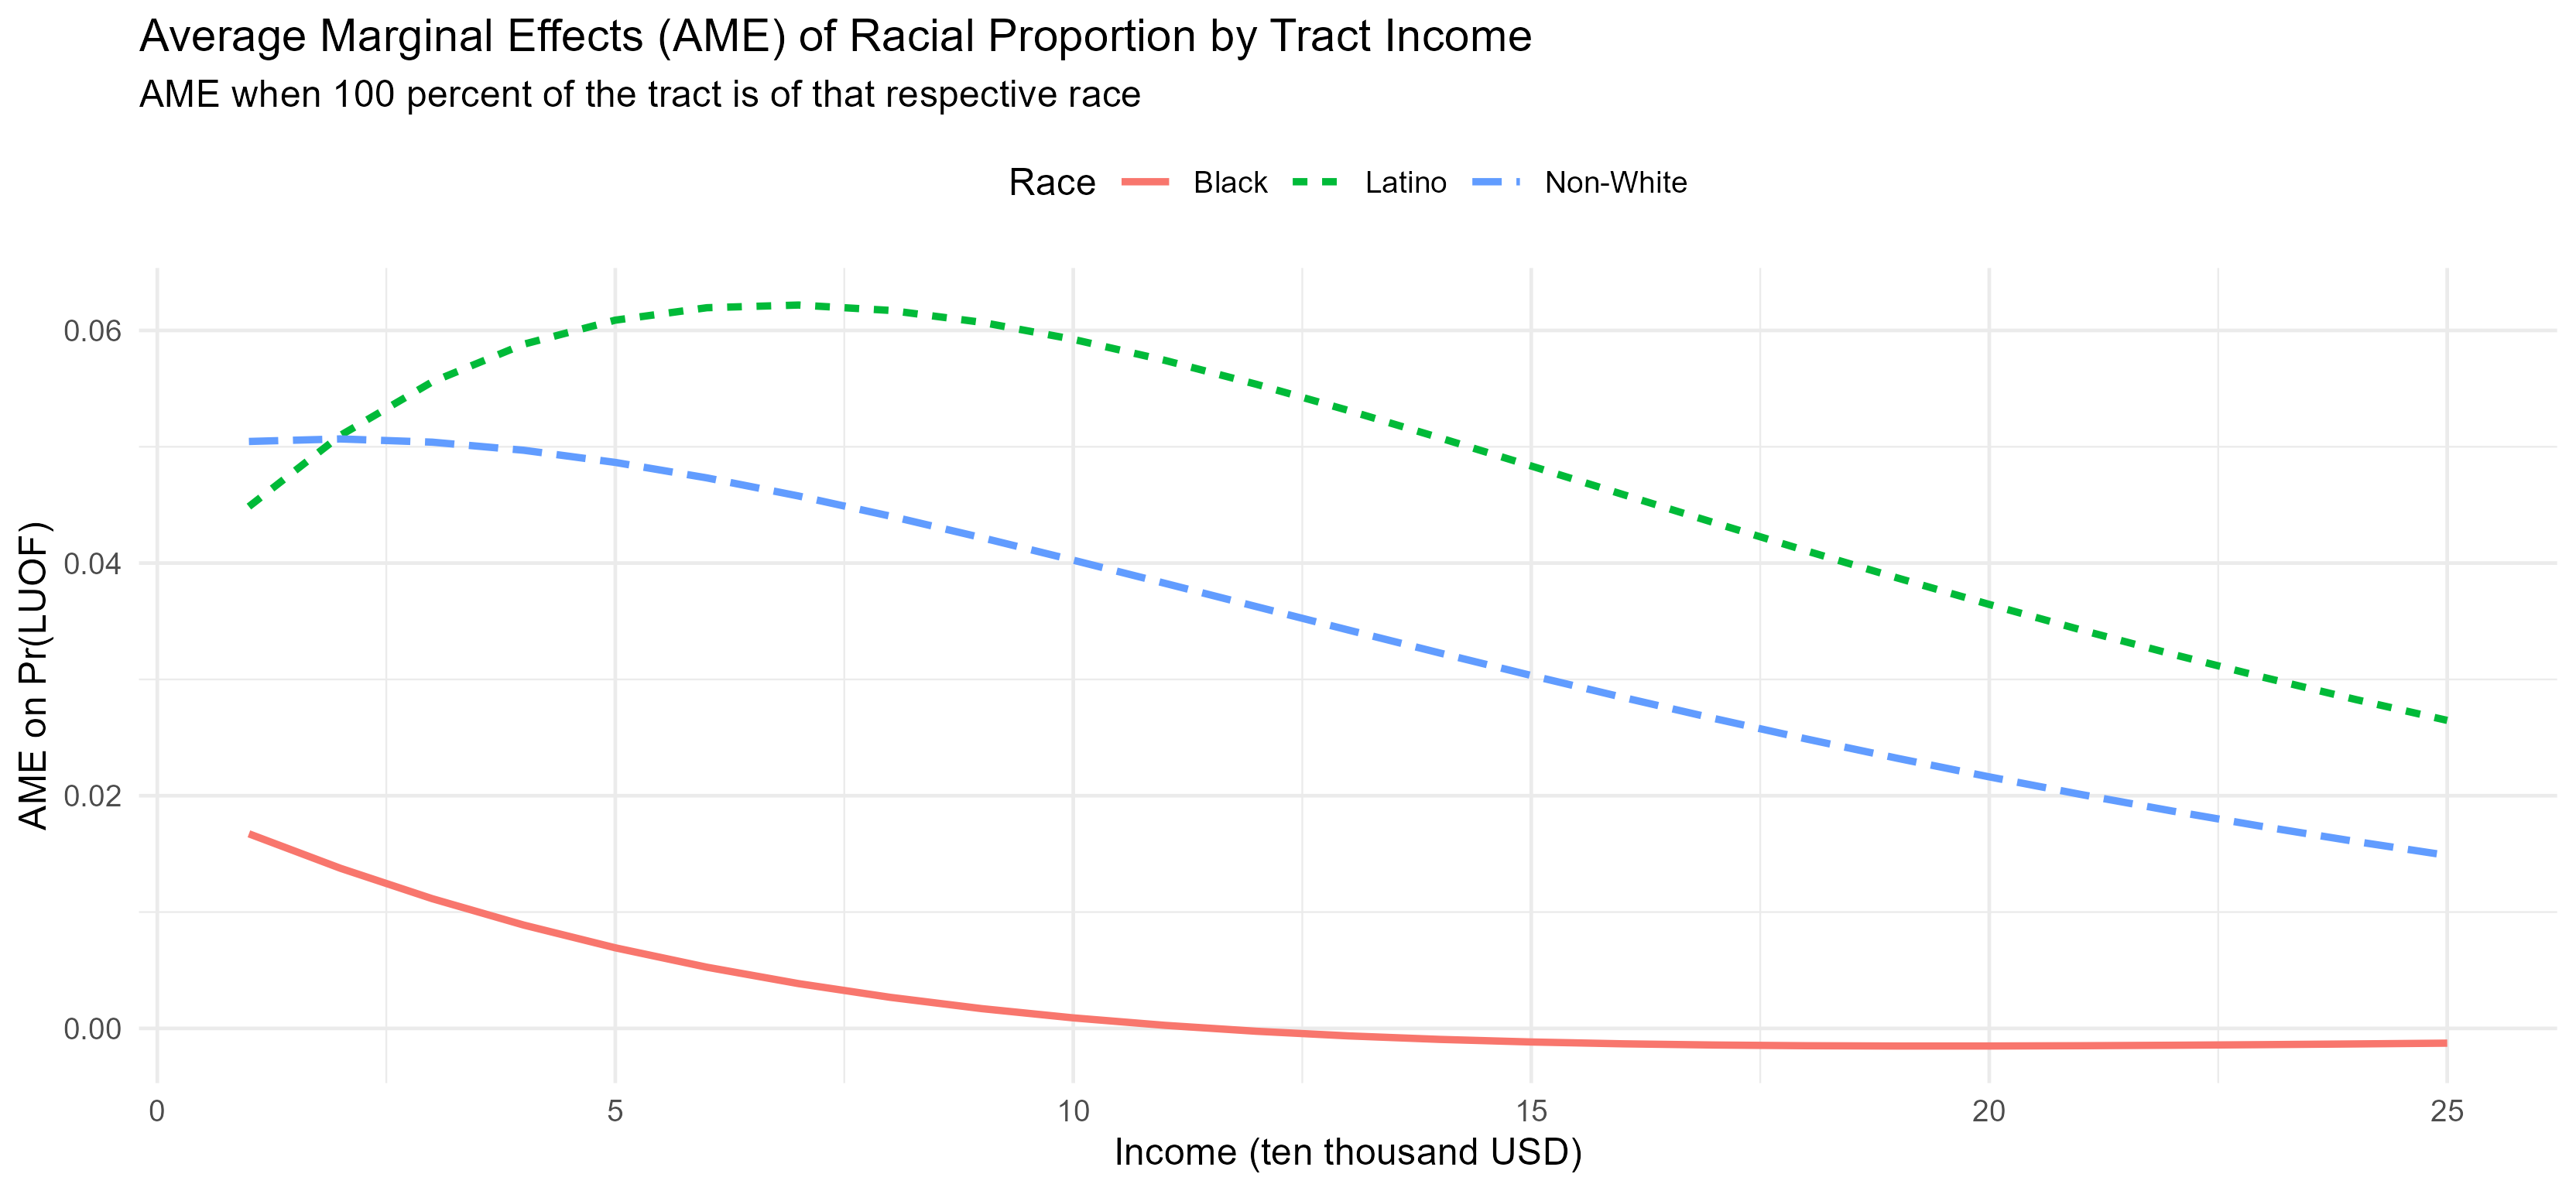 Average Marginal Effects (AME) of Racial Proportion by Tract Income
AME when 100 percent of the tract is of that respective race
Race Black Latino Non-White
AME on Pr(LUOF)
0.06
0.04
0.02
0.00
0 5 10 15 20 25
Income (ten thousand USD)